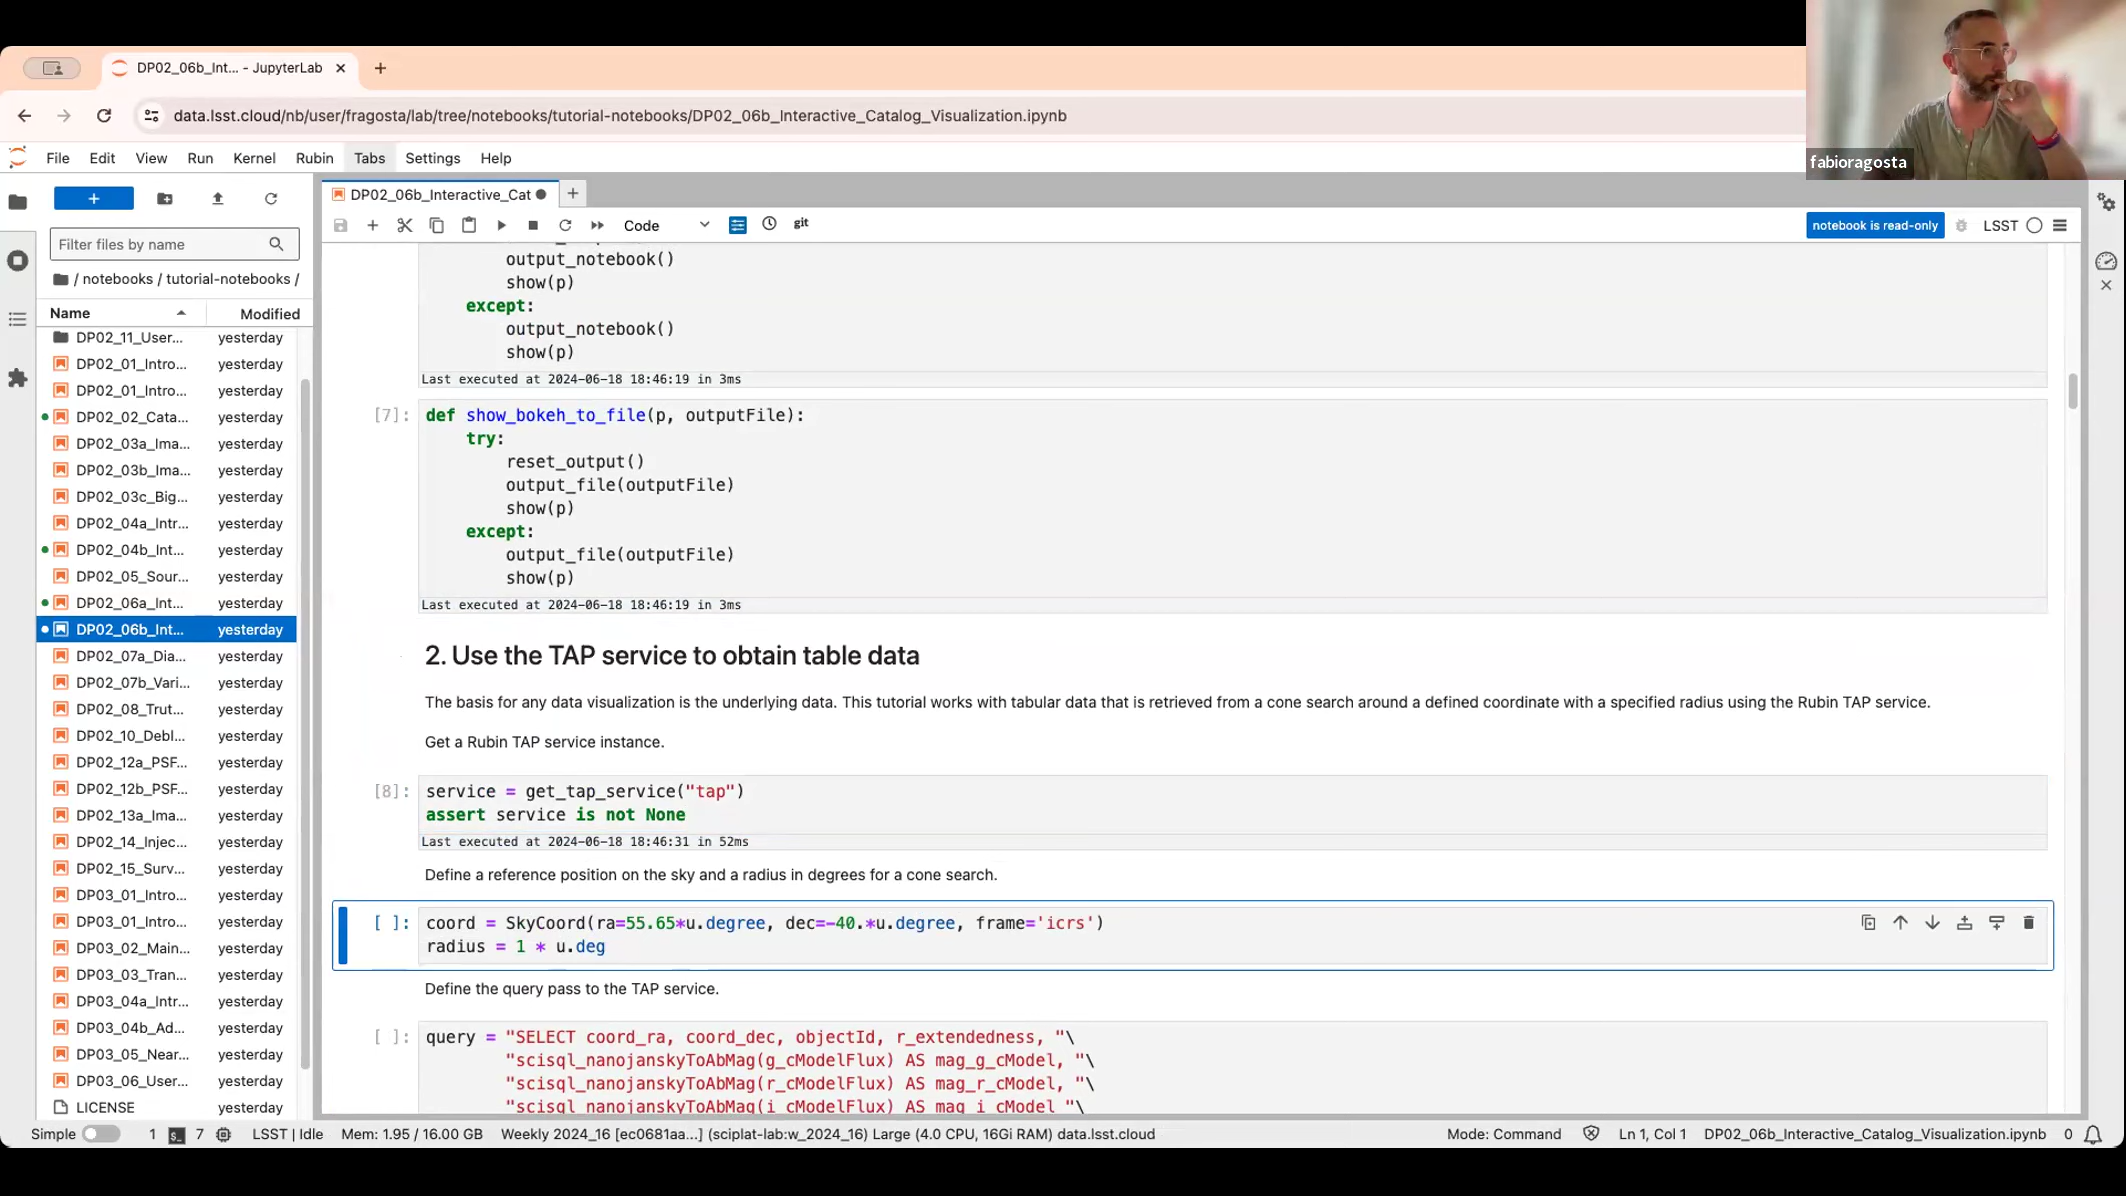 DP02_06b_Int... - JupyterLab
data.lsst.cloud/nb/user/fragosta/lab/tree/notebooks/tutorial-notebooks/DP02_06b_Interactive_Catalog_Visualization.ipynb
fabioragosta
File Edit View Run Kernel Rubin Tabs Settings Help
DP02_06b_Interactive_Cat
Code
git
notebook is read-only
LSST
Filter files by name
/ notebooks / tutorial-notebooks /
Name Modified
DP02_11_User... yesterday
DP02_01_Intro... yesterday
DP02_01_Intro... yesterday
DP02_02_Cata... yesterday
DP02_03a_Ima... yesterday
DP02_03b_Ima... yesterday
DP02_03c_Big... yesterday
DP02_04a_Intr... yesterday
DP02_04b_Int... yesterday
DP02_05_Sour... yesterday
DP02_06a_Int... yesterday
DP02_06b_Int... yesterday
DP02_07a_Dia... yesterday
DP02_07b_Vari... yesterday
DP02_08_Trut... yesterday
DP02_10_Debl... yesterday
DP02_12a_PSF... yesterday
DP02_12b_PSF... yesterday
DP02_13a_Ima... yesterday
DP02_14_Injec... yesterday
DP02_15_Surv... yesterday
DP03_01_Intro... yesterday
DP03_01_Intro... yesterday
DP03_02_Main... yesterday
DP03_03_Tran... yesterday
DP03_04a_Intr... yesterday
DP03_04b_Ad... yesterday
DP03_05_Near... yesterday
DP03_06_User... yesterday
LICENSE yesterday
output_notebook()
show(p)
except:
output_notebook()
show(p)
Last executed at 2024-06-18 18:46:19 in 3ms
[7]: def show_bokeh_to_file(p, outputFile):
try:
reset_output()
output_file(outputFile)
show(p)
except:
output_file(outputFile)
show(p)
Last executed at 2024-06-18 18:46:19 in 3ms
2. Use the TAP service to obtain table data
The basis for any data visualization is the underlying data. This tutorial works with tabular data that is retrieved from a cone search around a defined coordinate with a specified radius using the Rubin TAP service.
Get a Rubin TAP service instance.
[8]: service = get_tap_service("tap")
assert service is not None
Last executed at 2024-06-18 18:46:31 in 52ms
Define a reference position on the sky and a radius in degrees for a cone search.
[ ]: coord = SkyCoord(ra=55.65*u.degree, dec=-40.*u.degree, frame='icrs')
radius = 1 * u.deg
Define the query pass to the TAP service.
[ ]: query = "SELECT coord_ra, coord_dec, objectId, r_extendedness, "\
"scisql_nanojanskyToAbMag(g_cModelFlux) AS mag_g_cModel, "\
"scisql_nanojanskyToAbMag(r_cModelFlux) AS mag_r_cModel, "\
"scisql_nanojanskyToAbMag(i_cModelFlux) AS mag_i_cModel "\
Simple 1 7 LSST | Idle Mem: 1.95 / 16.00 GB Weekly 2024_16 [ec0681aa...] (sciplat-lab:w_2024_16) Large (4.0 CPU, 16Gi RAM) data.lsst.cloud Mode: Command Ln 1, Col 1 DP02_06b_Interactive_Catalog_Visualization.ipynb 0